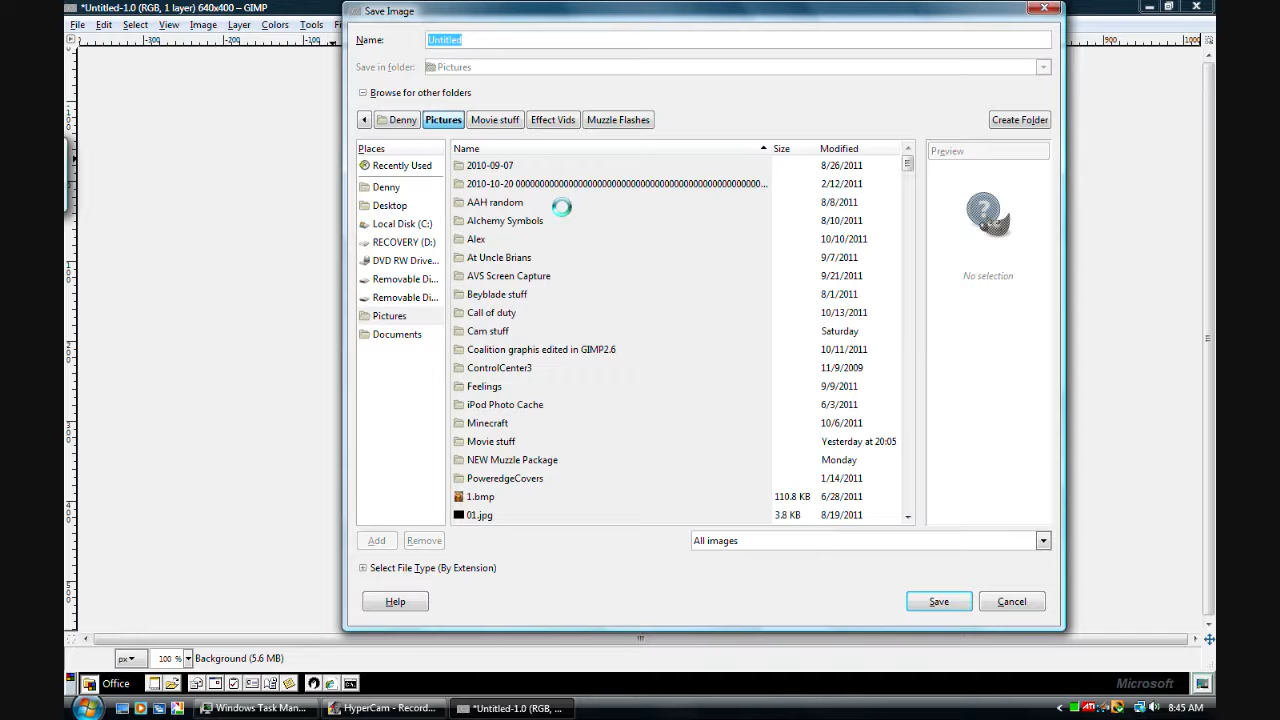 *Untitled-1.0 (RGB, 1 layer) 640x400 – GIMP
File Edit Select View Image Layer Colors Tools Fi
-300 -200 -100 900 1000
Save Image
Name: Untitled
Save in folder: Pictures
Browse for other folders
Denny Pictures Movie stuff Effect Vids Muzzle Flashes Create Folder
Places
Recently Used
Denny
Desktop
Local Disk (C:)
RECOVERY (D:)
DVD RW Drive...
Removable Di...
Removable Di...
Pictures
Documents
Name Size Modified
2010-09-07 8/26/2011
2010-10-20 2/12/2011
AAH random 8/8/2011
Alchemy Symbols 8/10/2011
Alex 10/10/2011
At Uncle Brians 9/7/2011
AVS Screen Capture 9/21/2011
Beyblade stuff 8/1/2011
Call of duty 10/13/2011
Cam stuff Saturday
Coalition graphis edited in GIMP2.6 10/11/2011
ControlCenter3 11/9/2009
Feelings 9/9/2011
iPod Photo Cache 6/3/2011
Minecraft 10/6/2011
Movie stuff Yesterday at 20:05
NEW Muzzle Package Monday
PoweredgeCovers 1/14/2011
1.bmp 110.8 KB 6/28/2011
01.jpg 3.8 KB 8/19/2011
Preview
?
No selection
Add Remove All images
Select File Type (By Extension)
Help Save Cancel
px 100 % Background (5.6 MB)
Office Microsoft
Windows Task Man... HyperCam - Record... *Untitled-1.0 (RGB, ... ATI 8:45 AM